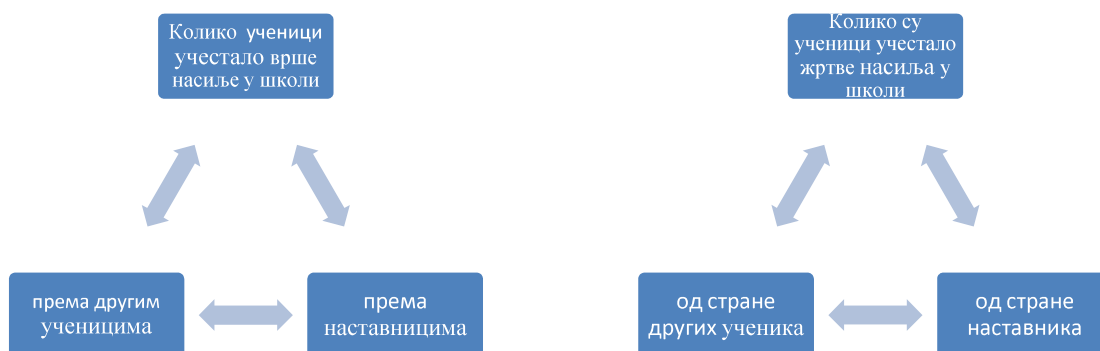 Колико ученици
учестало врше
насиље у школи
према другим
ученицима
према
наставницима
Колико су
ученици учестало
жртве насиља у
школи
од стране
других ученика
од стране
наставника